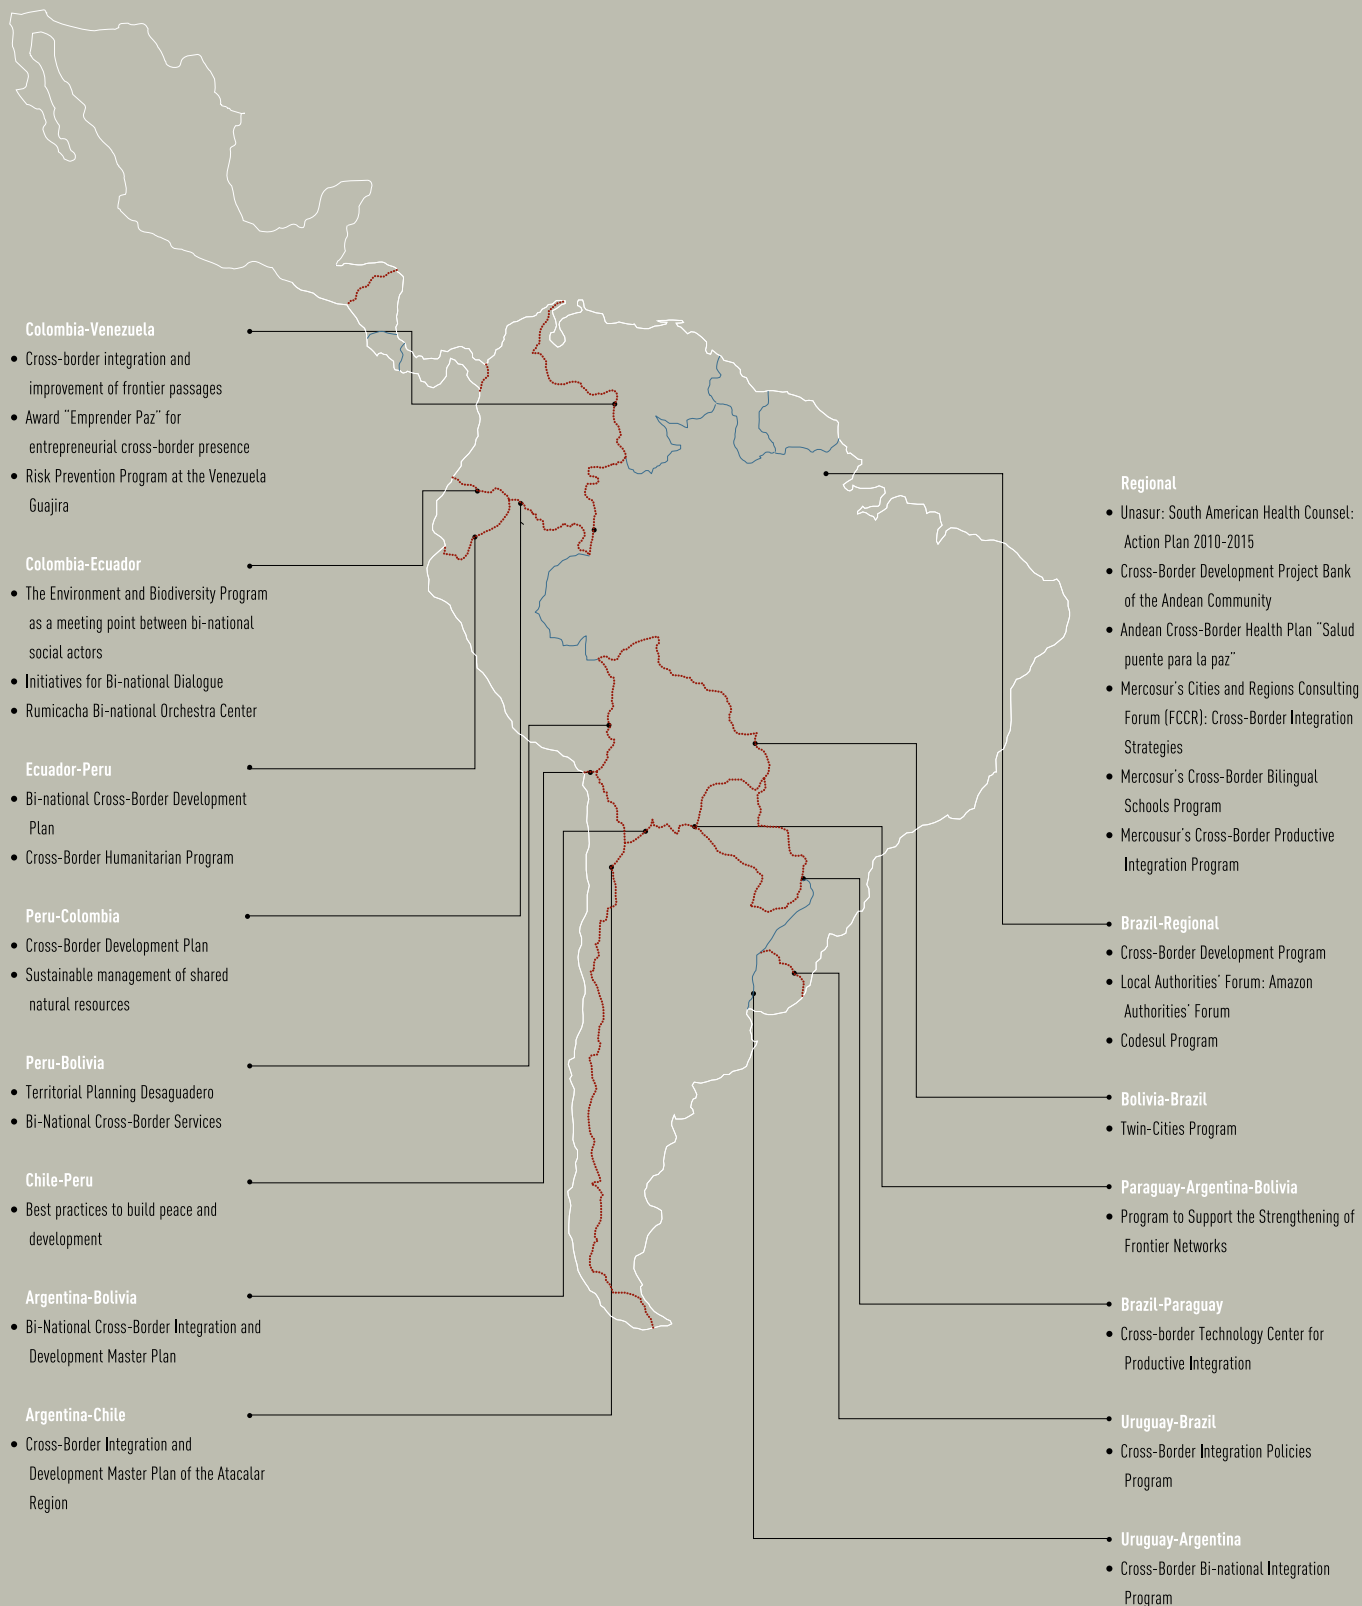 Colombia-Venezuela
• Cross-border integration and
improvement of frontier passages
• Award "Emprender Paz" for
entrepreneurial cross-border presence
• Risk Prevention Program at the Venezuela
Guajira
Colombia-Ecuador
• The Environment and Biodiversity Program
as a meeting point between bi-national
social actors
• Initiatives for Bi-national Dialogue
• Rumicacha Bi-national Orchestra Center
Ecuador-Peru
• Bi-national Cross-Border Development
Plan
• Cross-Border Humanitarian Program
Peru-Colombia
• Cross-Border Development Plan
• Sustainable management of shared
natural resources
Peru-Bolivia
• Territorial Planning Desaguadero
• Bi-National Cross-Border Services
Chile-Peru
• Best practices to build peace and
development
Argentina-Bolivia
• Bi-National Cross-Border Integration and
Development Master Plan
Argentina-Chile
• Cross-Border Integration and
Development Master Plan of the Atacalar
Region
Regional
• Unasur: South American Health Counsel:
Action Plan 2010-2015
• Cross-Border Development Project Bank
of the Andean Community
• Andean Cross-Border Health Plan "Salud
puente para la paz"
• Mercosur's Cities and Regions Consulting
Forum (FCCR): Cross-Border Integration
Strategies
• Mercosur's Cross-Border Bilingual
Schools Program
• Mercousur's Cross-Border Productive
Integration Program
Brazil-Regional
• Cross-Border Development Program
• Local Authorities' Forum: Amazon
Authorities' Forum
• Codesul Program
Bolivia-Brazil
• Twin-Cities Program
Paraguay-Argentina-Bolivia
• Program to Support the Strengthening of
Frontier Networks
Brazil-Paraguay
• Cross-border Technology Center for
Productive Integration
Uruguay-Brazil
• Cross-Border Integration Policies
Program
Uruguay-Argentina
• Cross-Border Bi-national Integration
Program